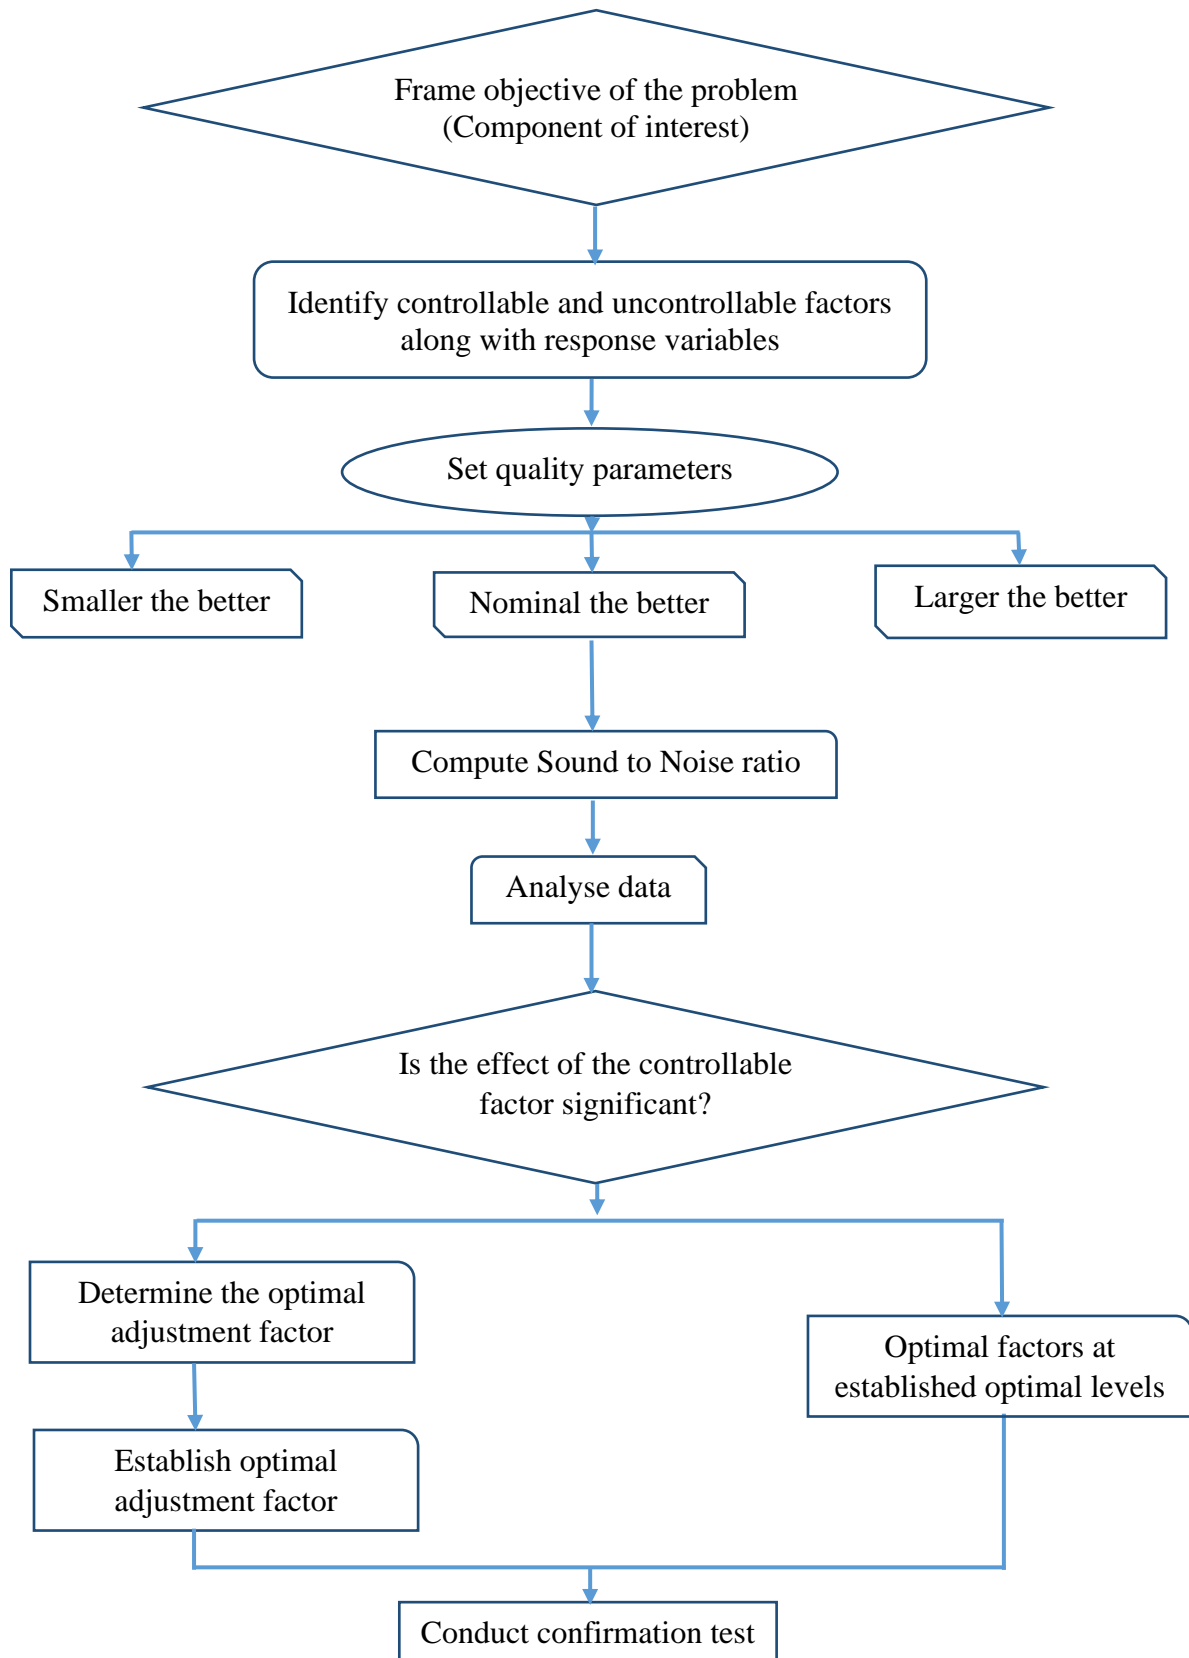 Frame objective of the problem
(Component of interest)
Identify controllable and uncontrollable factors
along with response variables
Set quality parameters
Smaller the better
Nominal the better
Larger the better
Compute Sound to Noise ratio
Analyse data
Is the effect of the controllable
factor significant?
Determine the optimal
adjustment factor
Optimal factors at
established optimal levels
Establish optimal
adjustment factor
Conduct confirmation test